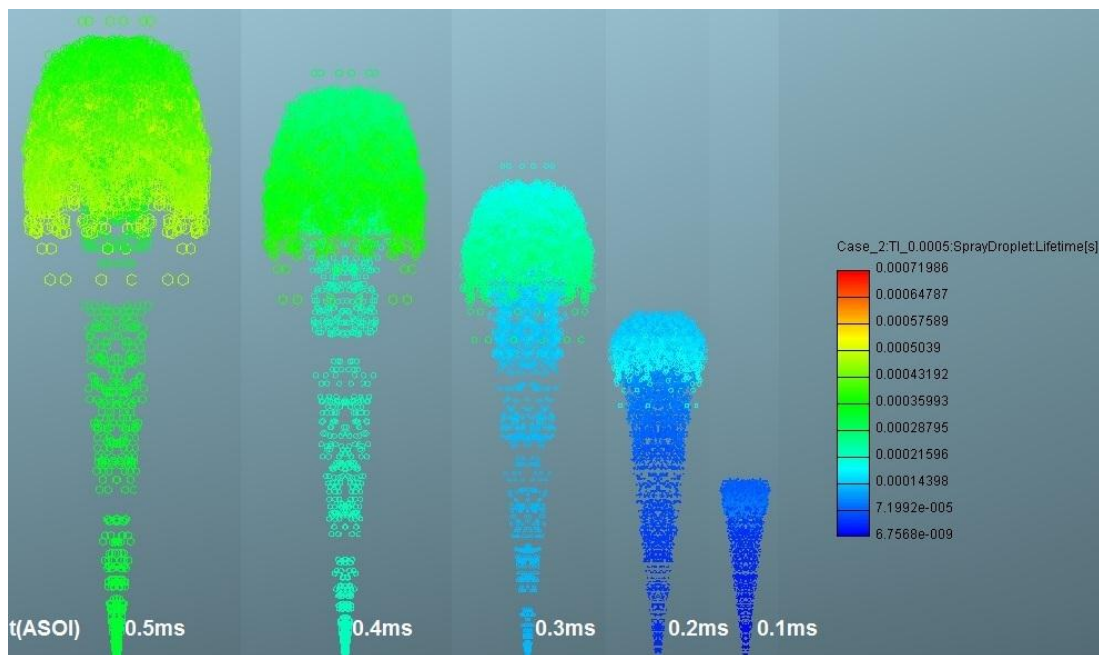 Case_2:TI_0.0005:SprayDroplet:Lifetime[s]
0.00071986
0.00064787
0.00057589
0.0005039
0.00043192
0.00035993
0.00028795
0.00021596
0.00014398
7.1992e-005
6.7568e-009
t(ASOI) 0.5ms 0.4ms 0.3ms 0.2ms 0.1ms